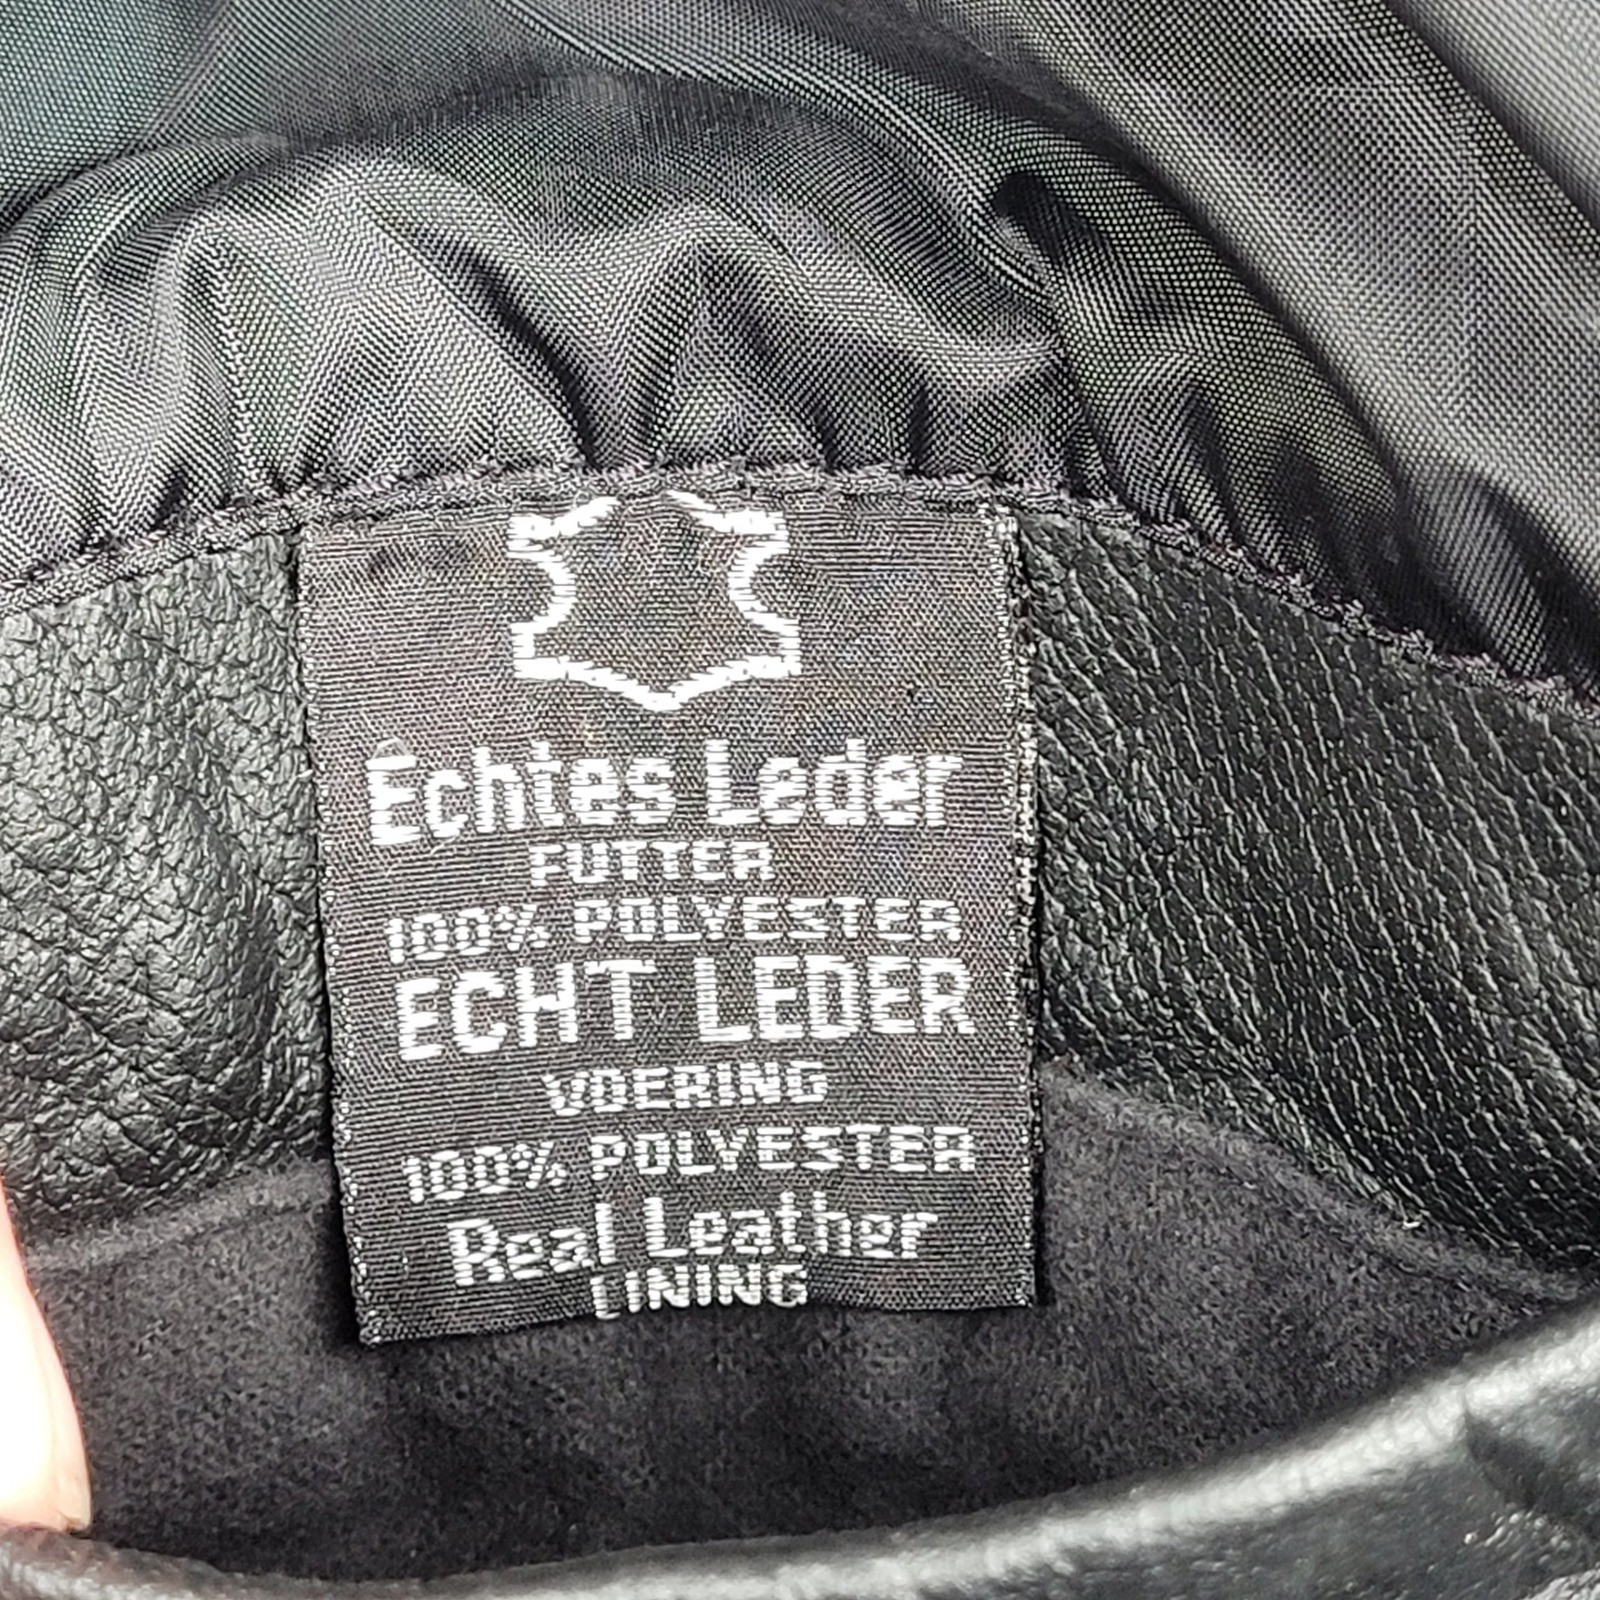 Echtes Leder
FUTTER
100% POLYESTER
ECHT LEDER
VOERING
100% POLYESTER
Real Leather
LINING